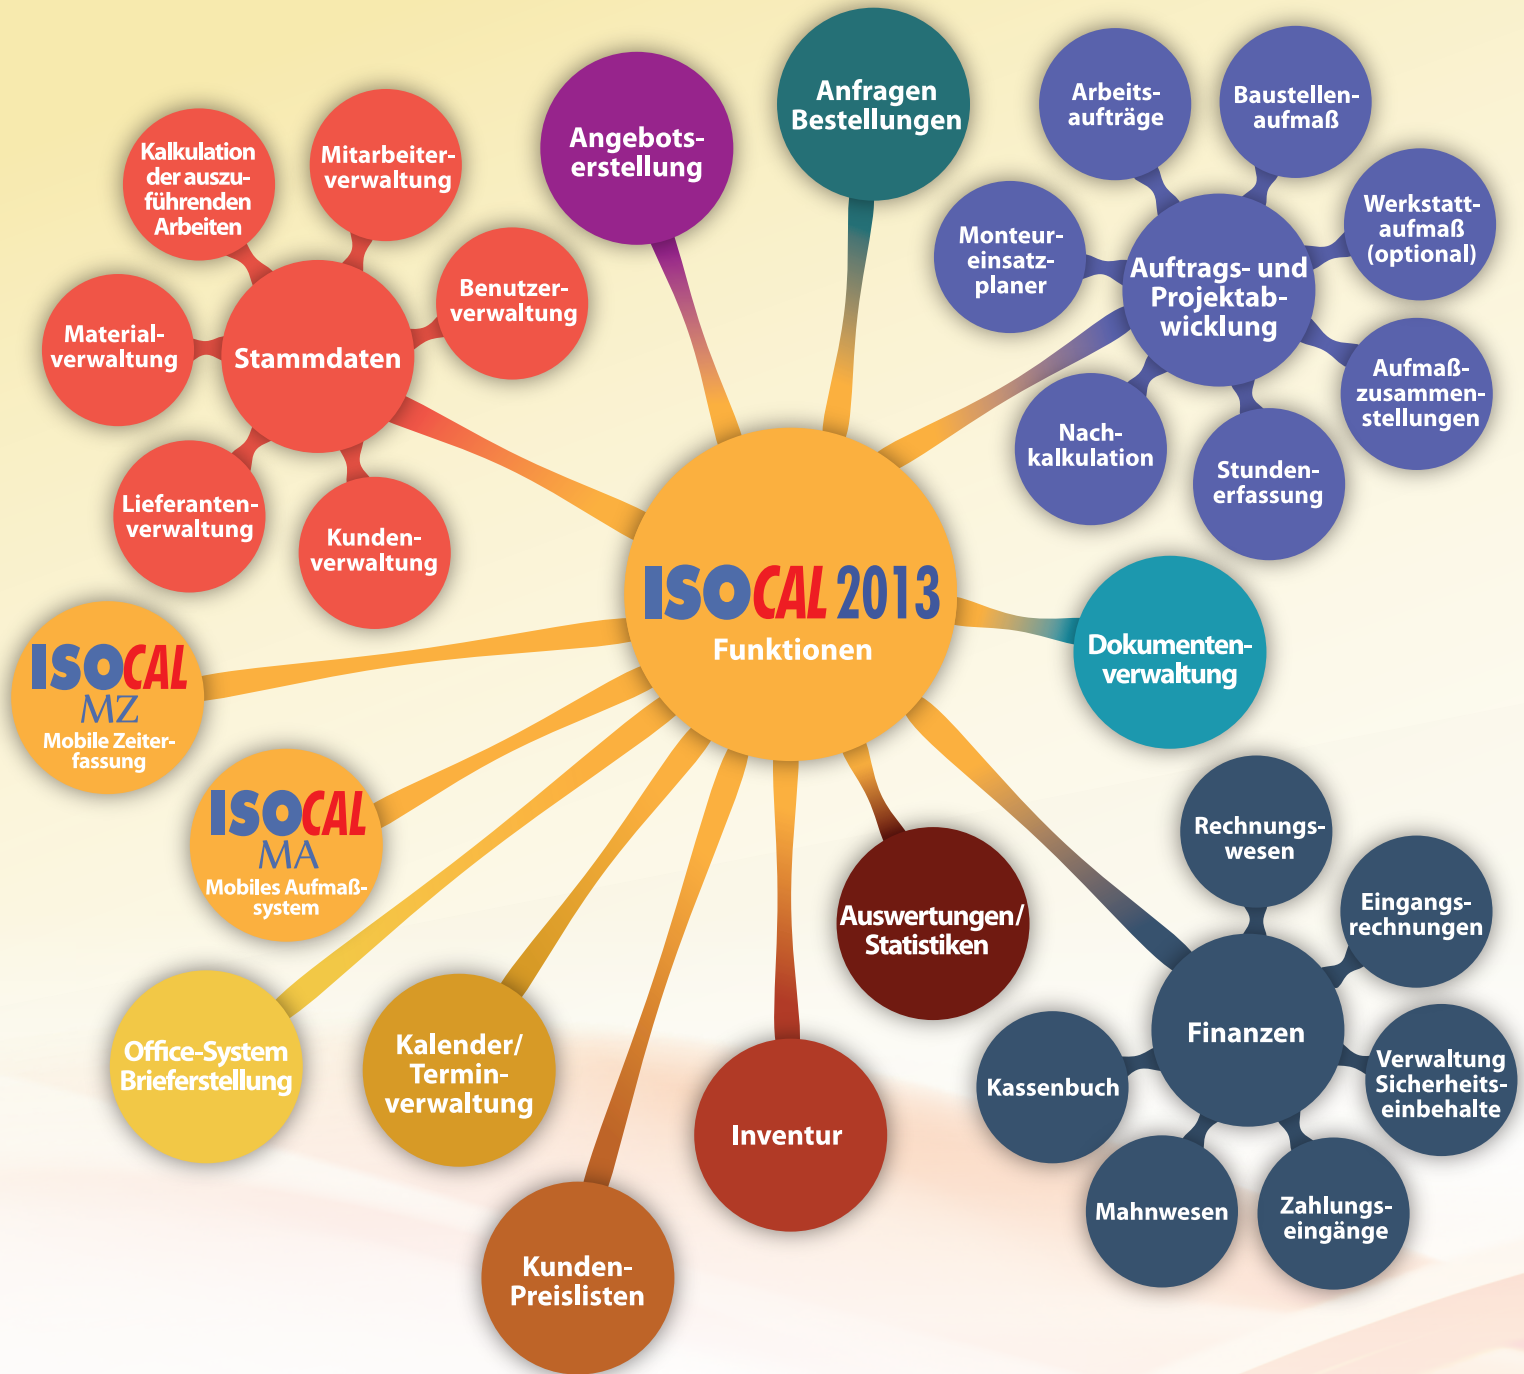 ISOCAL 2013
Funktionen
Angebots-
erstellung
Anfragen
Bestellungen
Auftrags- und
Projektab-
wicklung
Arbeits-
aufträge
Baustellen-
aufmaß
Werkstatt-
aufmaß
(optional)
Aufmaß-
zusammen-
stellungen
Stunden-
erfassung
Nach-
kalkulation
Monteur-
einsatz-
planer
Dokumenten-
verwaltung
Finanzen
Rechnungs-
wesen
Eingangs-
rechnungen
Verwaltung
Sicherheits-
einbehalte
Zahlungs-
eingänge
Mahnwesen
Kassenbuch
Auswertungen/
Statistiken
Inventur
Kunden-
Preislisten
Kalender/
Termin-
verwaltung
Office-System
Brieferstellung
ISOCAL
MA
Mobiles Aufmaß-
system
ISOCAL
MZ
Mobile Zeiter-
fassung
Stammdaten
Kalkulation
der auszu-
führenden
Arbeiten
Mitarbeiter-
verwaltung
Benutzer-
verwaltung
Kunden-
verwaltung
Lieferanten-
verwaltung
Material-
verwaltung